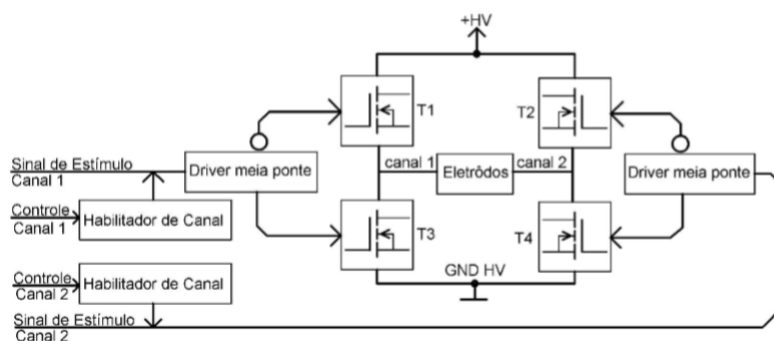 +HV
T1
T2
Sinal de Estímulo
Canal 1
Driver meia ponte
canal 1
Eletrôdos
canal 2
Driver meia ponte
Controle
Canal 1
Habilitador de Canal
T3
T4
GND HV
Controle
Canal 2
Habilitador de Canal
Sinal de Estímulo
Canal 2